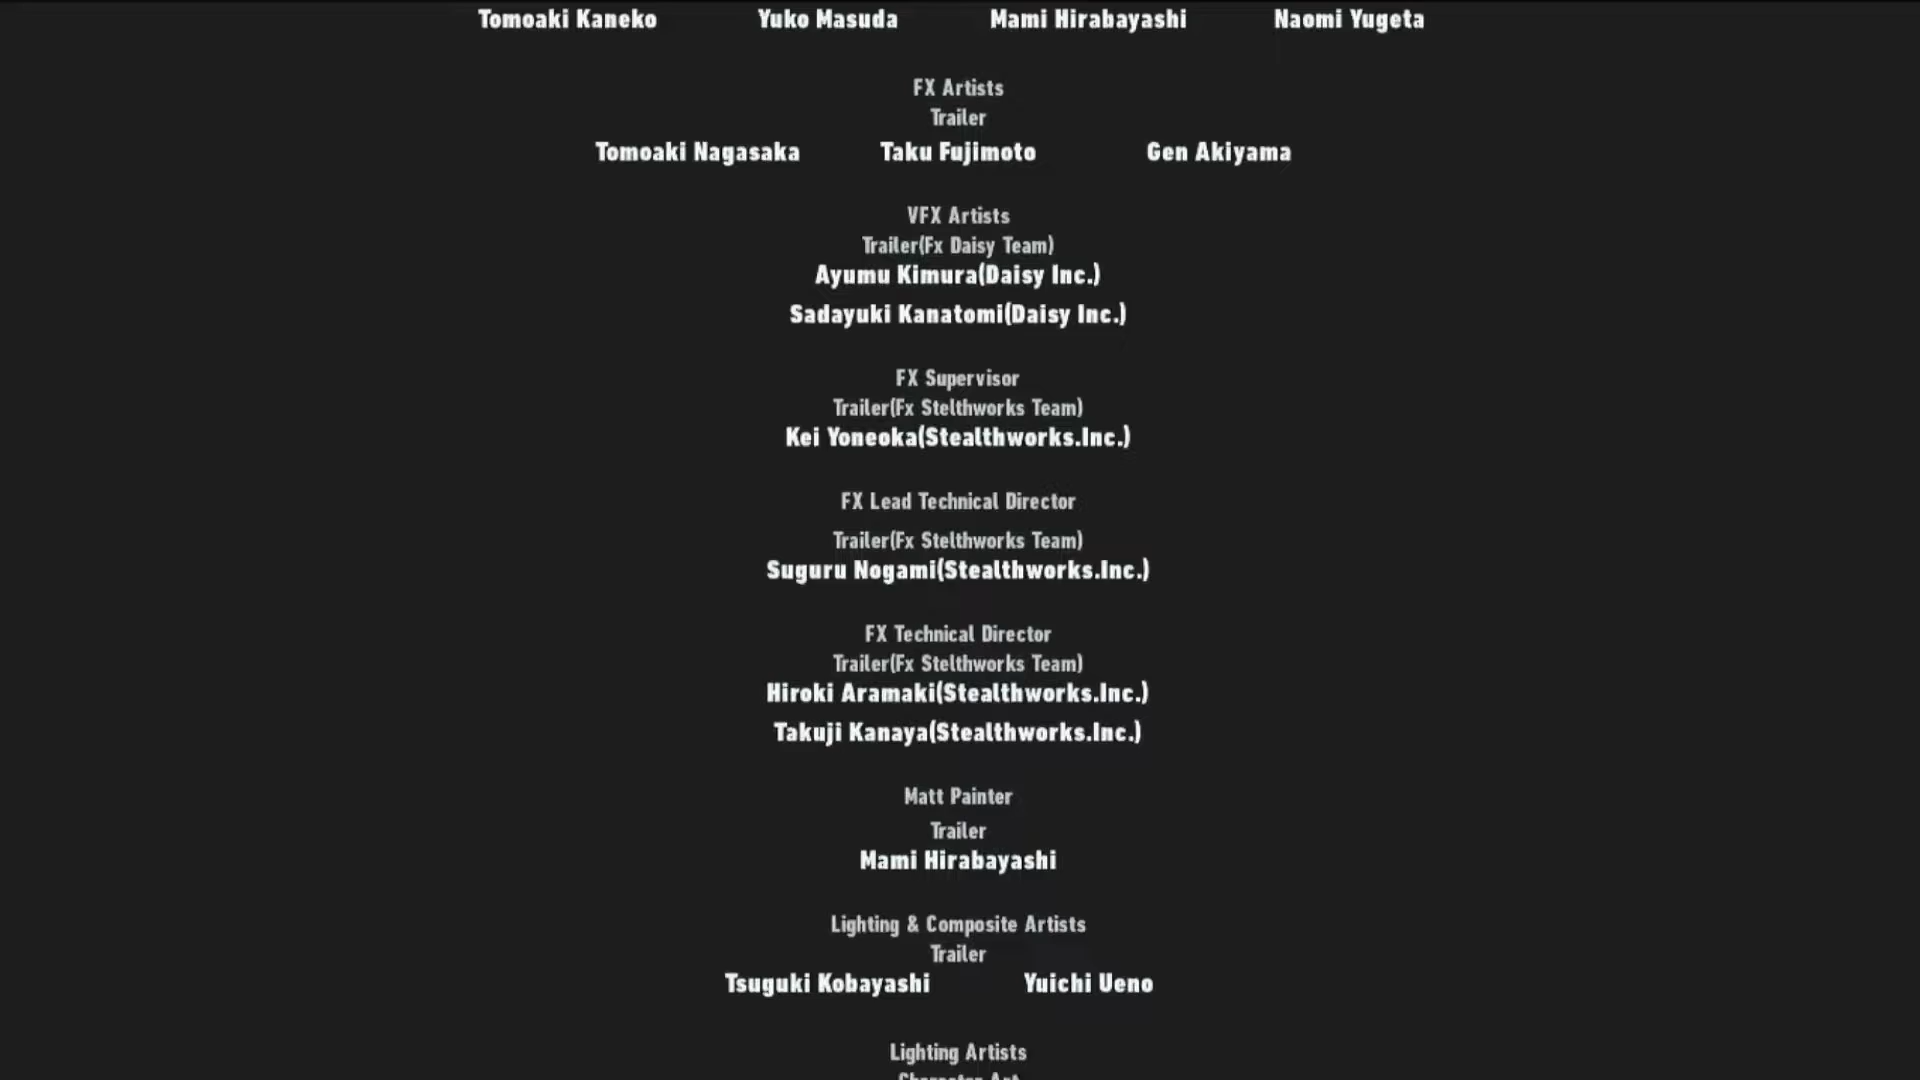 Tomoaki Kaneko Yuko Masuda Mami Hirabayashi Naomi Yugeta
FX Artists
Trailer
Tomoaki Nagasaka Taku Fujimoto Gen Akiyama
VFX Artists
Trailer(Fx Daisy Team)
Ayumu Kimura(Daisy Inc.)
Sadayuki Kanatomi(Daisy Inc.)
FX Supervisor
Trailer(Fx Stelthworks Team)
Kei Yoneoka(Stealthworks.Inc.)
FX Lead Technical Director
Trailer(Fx Stelthworks Team)
Suguru Nogami(Stealthworks.Inc.)
FX Technical Director
Trailer(Fx Stelthworks Team)
Hiroki Aramaki(Stealthworks.Inc.)
Takuji Kanaya(Stealthworks.Inc.)
Matt Painter
Trailer
Mami Hirabayashi
Lighting & Composite Artists
Trailer
Tsuguki Kobayashi Yuichi Ueno
Lighting Artists
Character Art